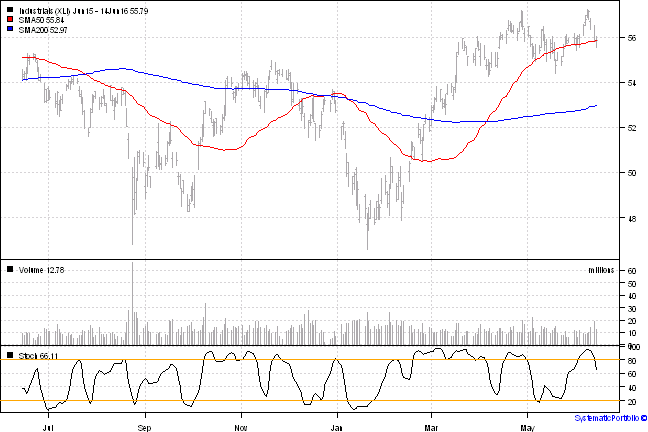 Industrials (XLI) Jun 15 - 14 Jun 16 55.79
SMA50 55.84
SMA200 52.97
56
54
52
50
48
Volume 12.78
millions
60
50
40
30
20
10
0
Stoch 66.11
100
80
60
40
20
Jul
Sep
Nov
Jan
Mar
May
SystematicPortfolio ©